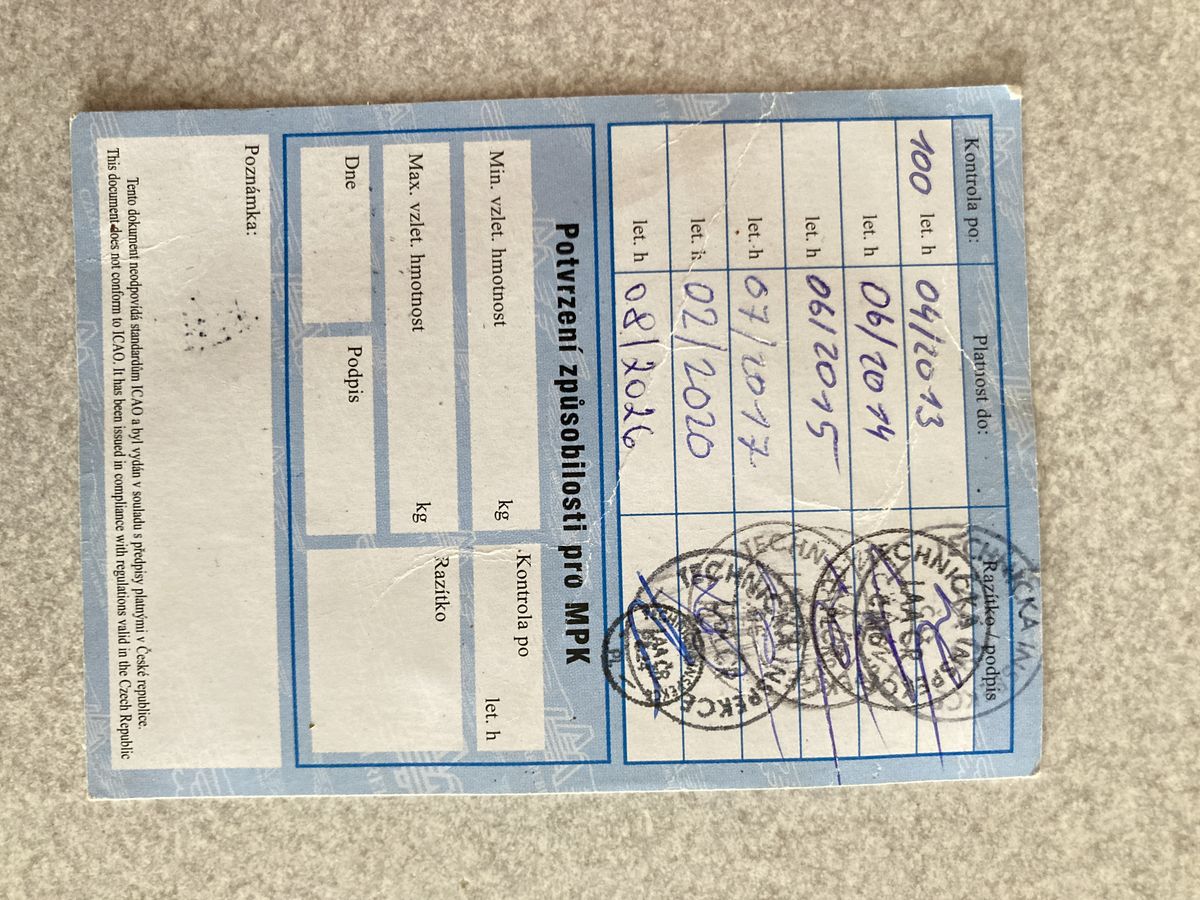 Kontrola po: Platnost do: Razítko / podpis
100 let. h 04/2013
let. h 06/2014
let. h 06/2015
let. h 07/2017
let. h 02/2020
let. h 08/2026
TECHNICKÁ INSPEKCE
LAA ČR
Potvrzení způsobilosti pro MPK
Min. vzlet. hmotnost kg Kontrola po let. h
Max. vzlet. hmotnost kg Razítko
Dne Podpis
Poznámka:
Tento dokument neodpovídá standardům ICAO a byl vydán v souladu s předpisy platnými v České republice.
This document does not conform to ICAO. It has been issued in compliance with regulations valid in the Czech Republic